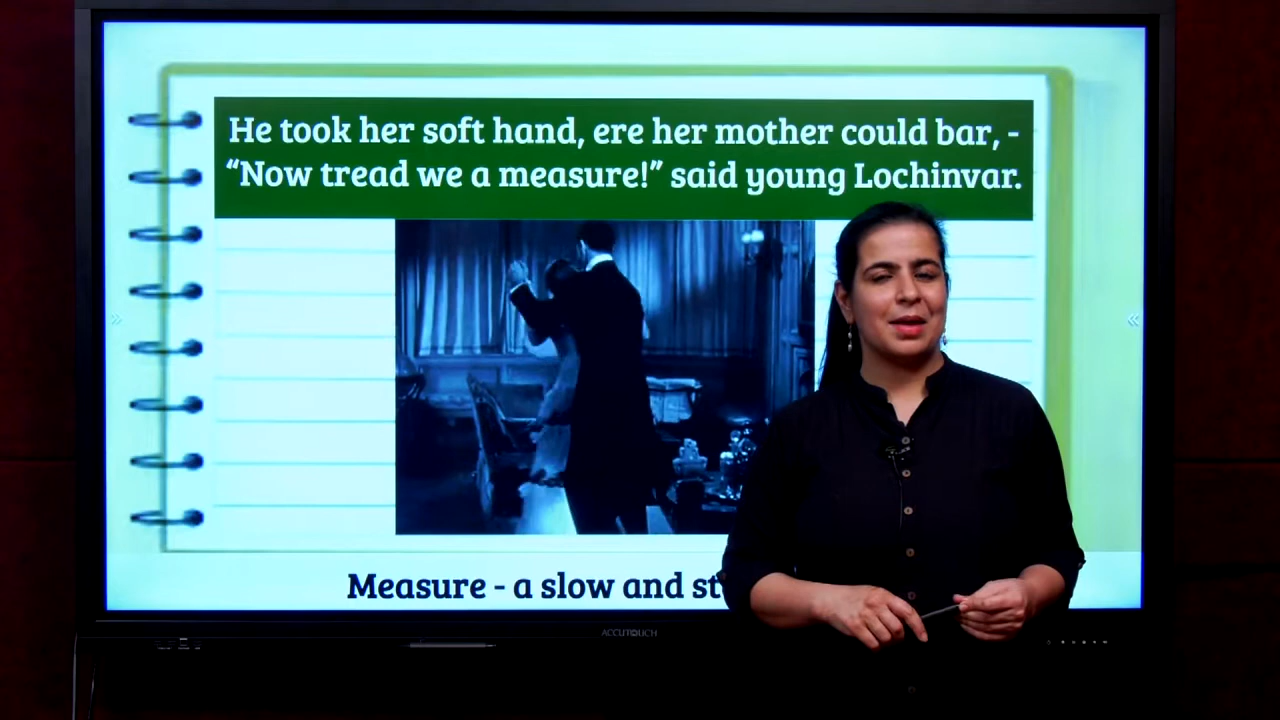 He took her soft hand, ere her mother could bar, -
“Now tread we a measure!” said young Lochinvar.
Measure - a slow and st
ACCUTOUCH